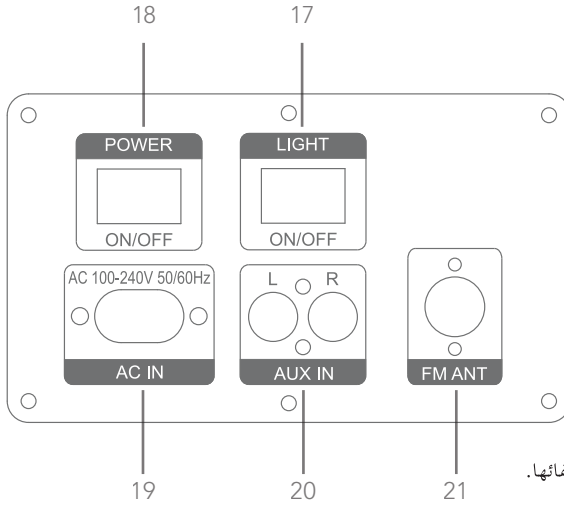 18 17
POWER LIGHT
ON/OFF ON/OFF
AC 100-240V 50/60Hz L R
AC IN AUX IN FM ANT
19 20 21